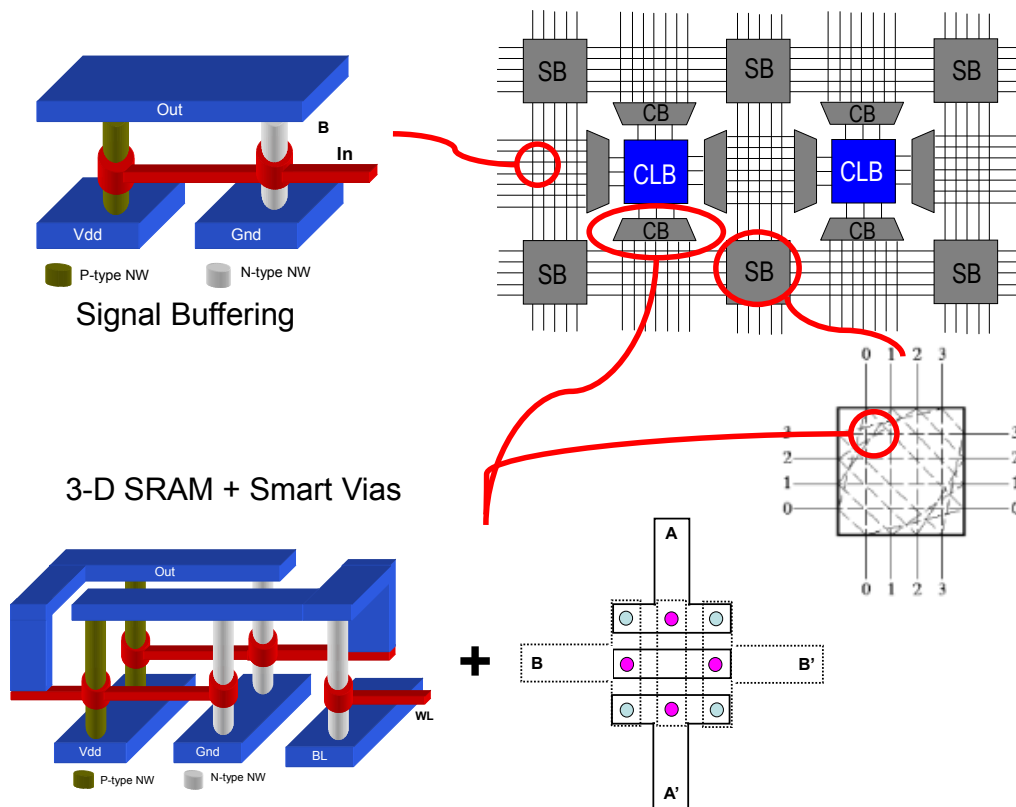 Out
B
In
Vdd
Gnd
P-type NW
N-type NW
Signal Buffering
SB
SB
SB
CB
CB
CLB
CLB
CB
CB
SB
SB
SB
0 1 2 3
3 3
2 2
1 1
0 0
0 1 2 3
3-D SRAM + Smart Vias
Out
WL
Vdd
Gnd
BL
P-type NW
N-type NW
+
A
B
B'
A'